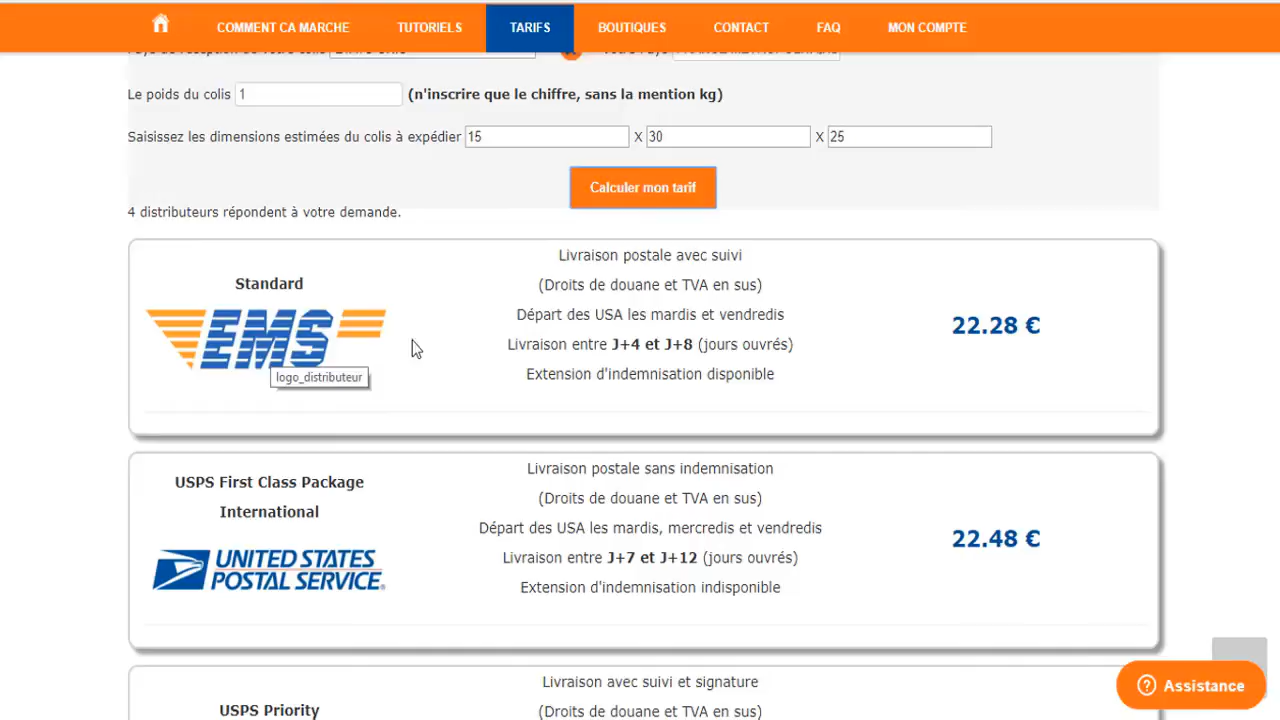 COMMENT CA MARCHE TUTORIELS TARIFS BOUTIQUES CONTACT FAQ MON COMPTE
Le poids du colis 1 (n'inscrire que le chiffre, sans la mention kg)
Saisissez les dimensions estimées du colis à expédier 15 X 30 X 25
Calculer mon tarif
4 distributeurs répondent à votre demande.
Standard
EMS
logo_distributeur
Livraison postale avec suivi
(Droits de douane et TVA en sus)
Départ des USA les mardis et vendredis
Livraison entre J+4 et J+8 (jours ouvrés)
Extension d'indemnisation disponible
22.28 €
USPS First Class Package
International
UNITED STATES
POSTAL SERVICE®
Livraison postale sans indemnisation
(Droits de douane et TVA en sus)
Départ des USA les mardis, mercredis et vendredis
Livraison entre J+7 et J+12 (jours ouvrés)
Extension d'indemnisation indisponible
22.48 €
USPS Priority
Livraison avec suivi et signature
(Droits de douane et TVA en sus)
? Assistance